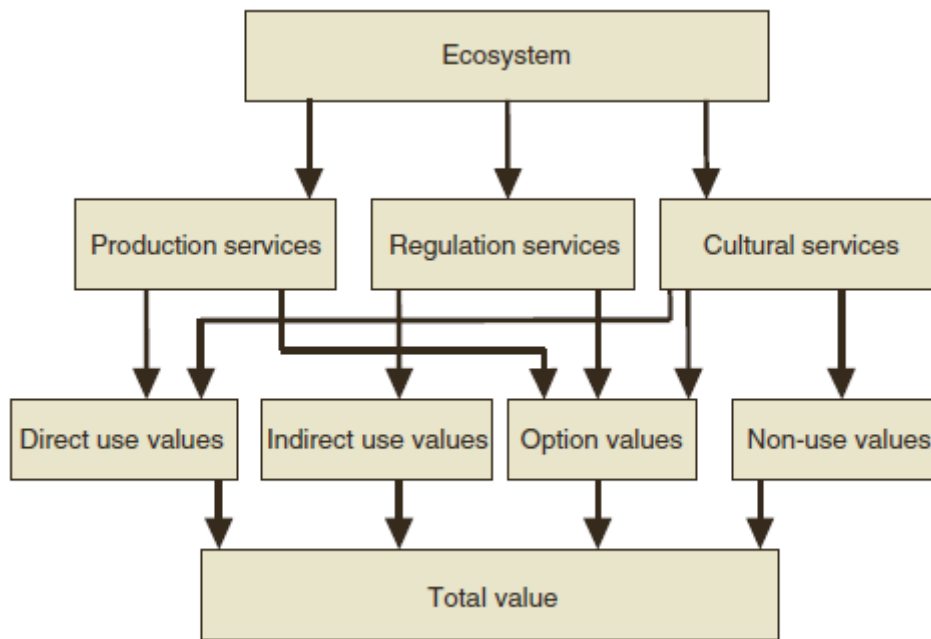 Ecosystem
Production services
Regulation services
Cultural services
Direct use values
Indirect use values
Option values
Non-use values
Total value